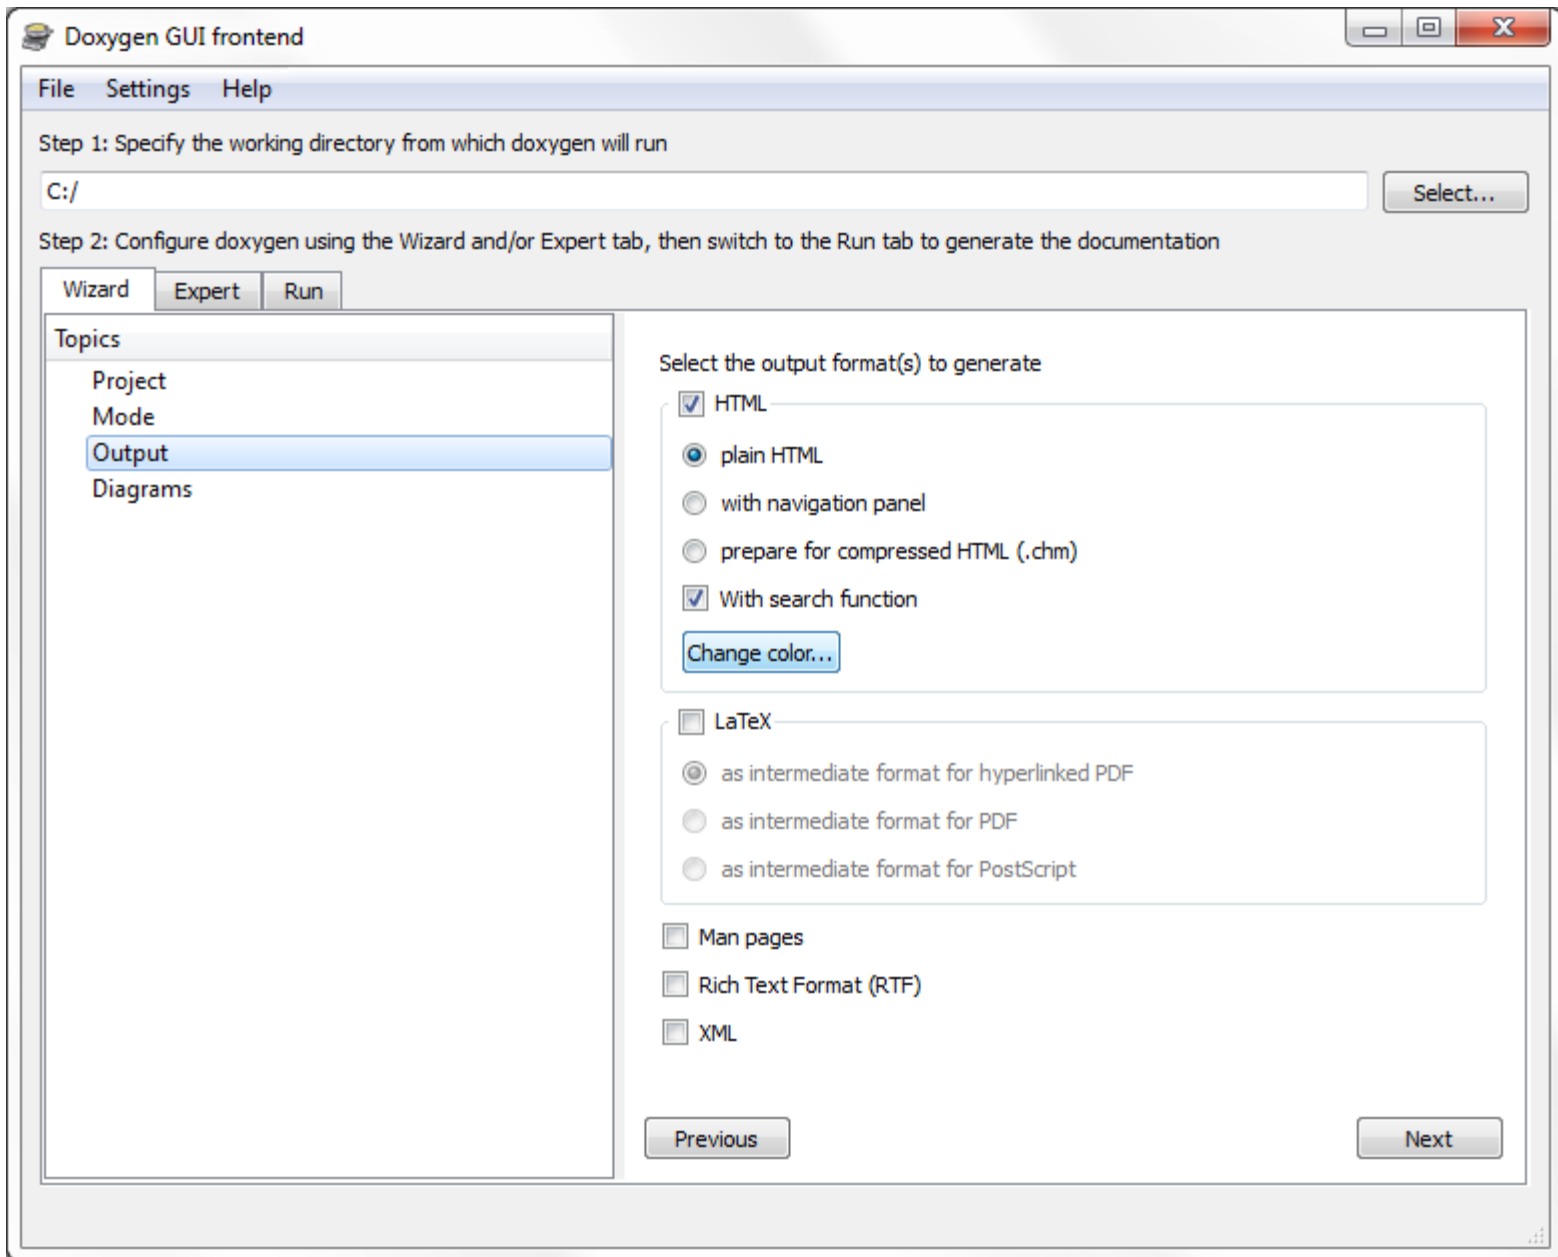 Doxygen GUI frontend
File Settings Help
Step 1: Specify the working directory from which doxygen will run
C:/ Select...
Step 2: Configure doxygen using the Wizard and/or Expert tab, then switch to the Run tab to generate the documentation
Wizard Expert Run
Topics
Project
Mode
Output
Diagrams
Select the output format(s) to generate
HTML
plain HTML
with navigation panel
prepare for compressed HTML (.chm)
With search function
Change color...
LaTeX
as intermediate format for hyperlinked PDF
as intermediate format for PDF
as intermediate format for PostScript
Man pages
Rich Text Format (RTF)
XML
Previous Next